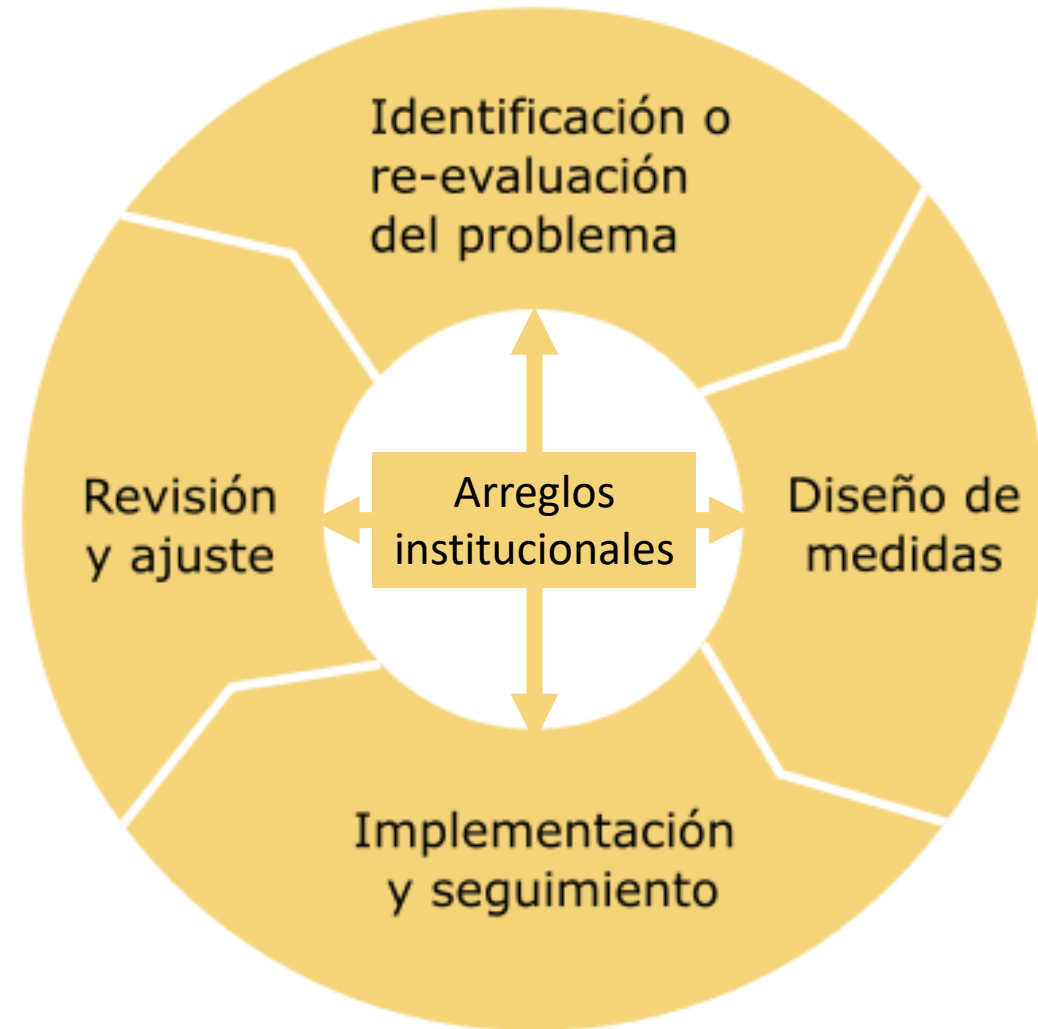 Identificación o
re-evaluación
del problema
Revisión
y ajuste
Arreglos
institucionales
Diseño de
medidas
Implementación
y seguimiento